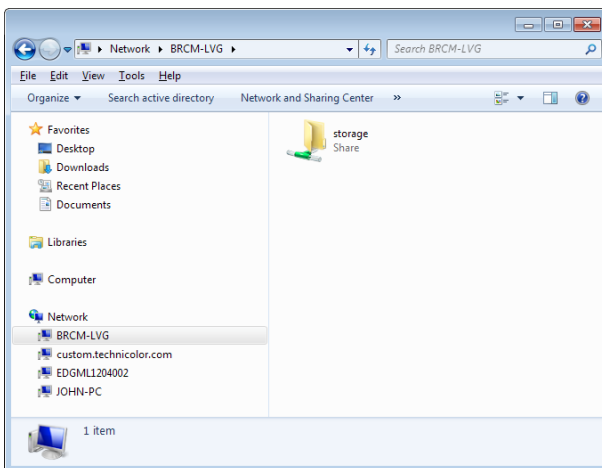 Network ▸ BRCM-LVG ▸
Search BRCM-LVG
File Edit View Tools Help
Organize Search active directory Network and Sharing Center »
Favorites
Desktop
Downloads
Recent Places
Documents
Libraries
Computer
Network
BRCM-LVG
custom.technicolor.com
EDGML1204002
JOHN-PC
storage
Share
1 item